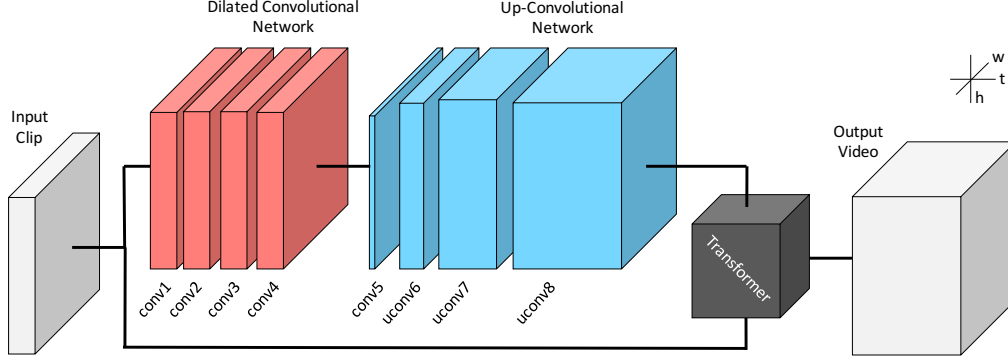 Dilated Convolutional
Network
Up-Convolutional
Network
w
t
h
Input
Clip
Output
Video
Transformer
conv1
conv2
conv3
conv4
conv5
uconv6
uconv7
uconv8